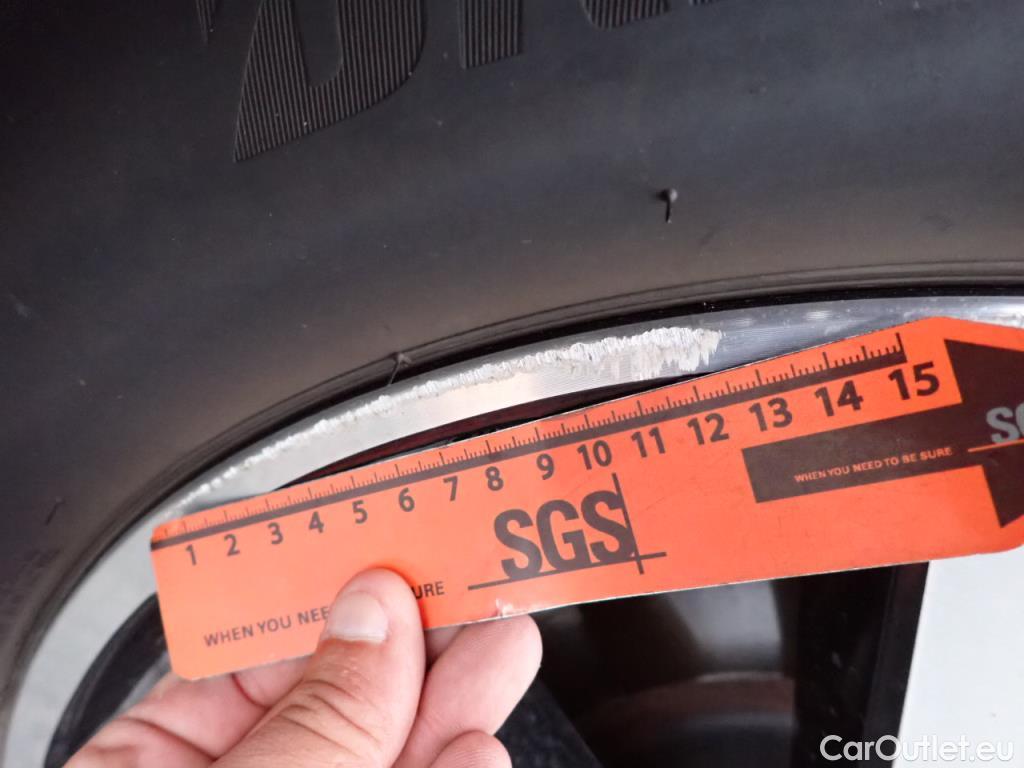 1 2 3 4 5 6 7 8 9 10 11 12 13 14 15
SGS
WHEN YOU NEED TO BE SURE
SGS
WHEN YOU NEE URE
CarOutlet.eu